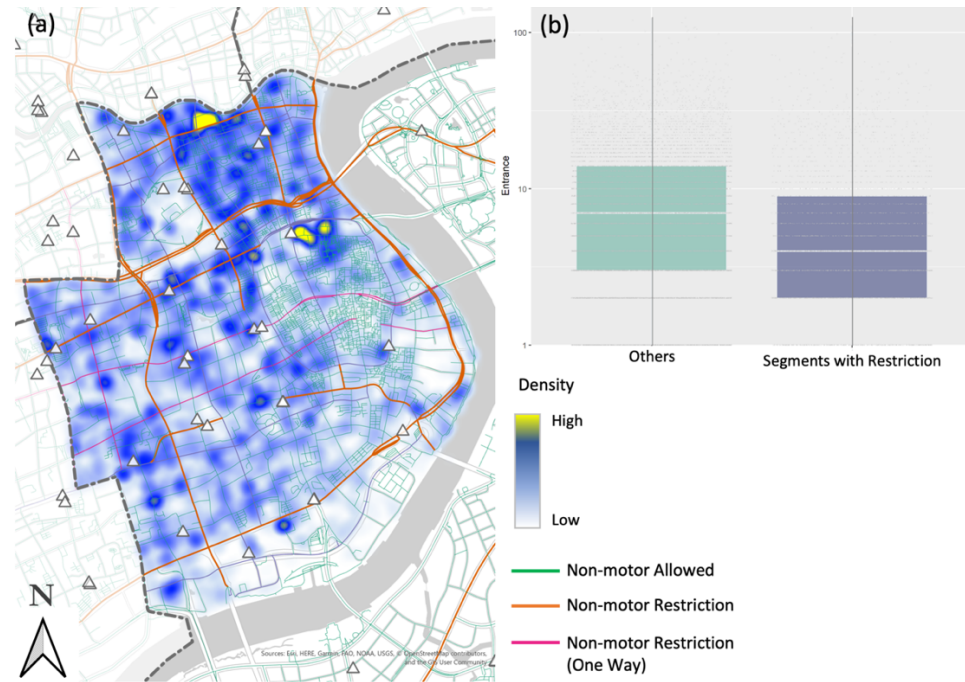 (a)
(b)
100
10
1
Entrance
Others
Segments with Restriction
Density
High
Low
Non-motor Allowed
Non-motor Restriction
Non-motor Restriction
(One Way)
N
Sources: Esri, HERE, Garmin, FAO, NOAA, USGS, © OpenStreetMap contributors,
and the GIS User Community